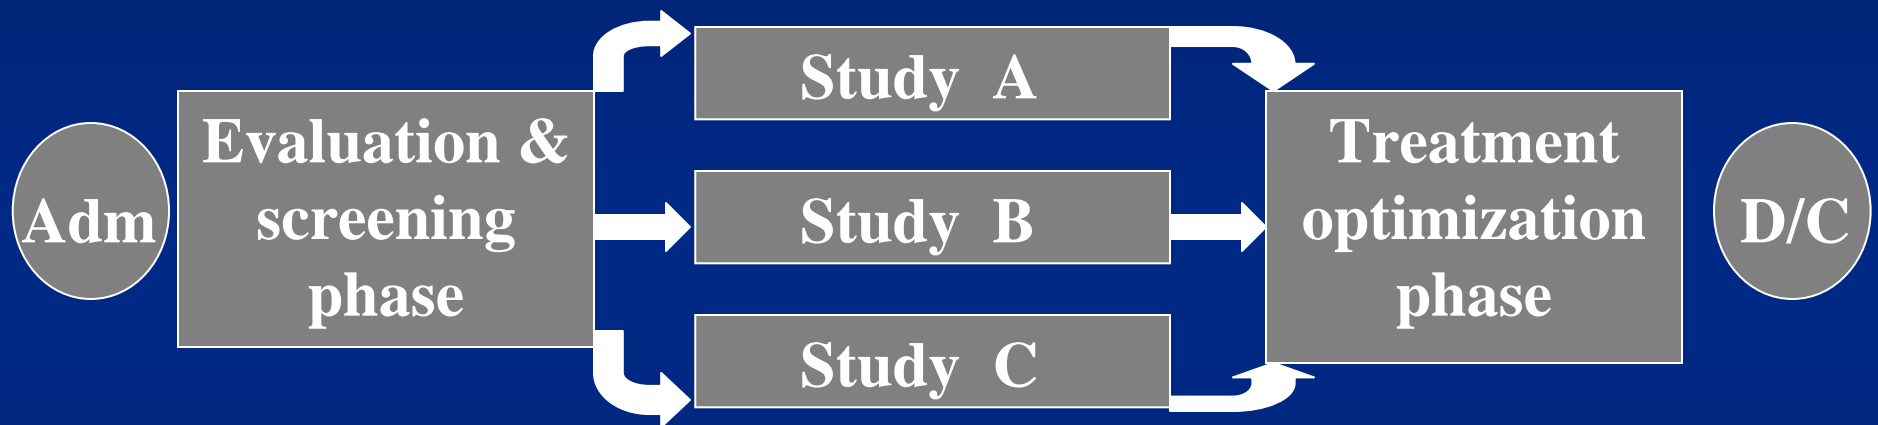 Adm
Evaluation &
screening
phase
Study A
Study B
Study C
Treatment
optimization
phase
D/C